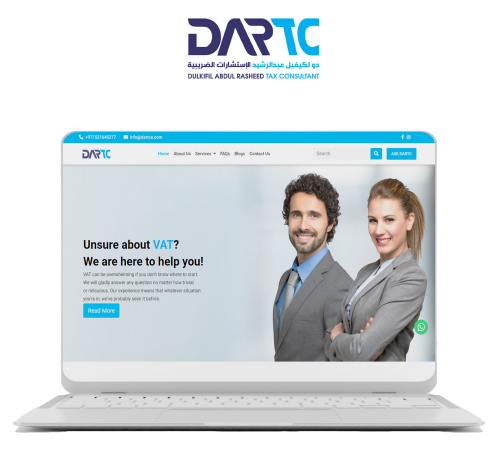 DARTC
دو لكيفيل عبدالرشيد الإستشارات الضريبية
DULKIFIL ABDUL RASHEED TAX CONSULTANT
+971521645277 info@dartce.com
DARTC Home About Us Services FAQs Blogs Contact Us Search ASK DARTC
Unsure about VAT?
We are here to help you!
VAT can be overwhelming if you don't know where to start.
We will gladly answer any question no matter how trivial
or ridiculous. Our experience means that whatever situation
you're in, we've probably seen it before.
Read More